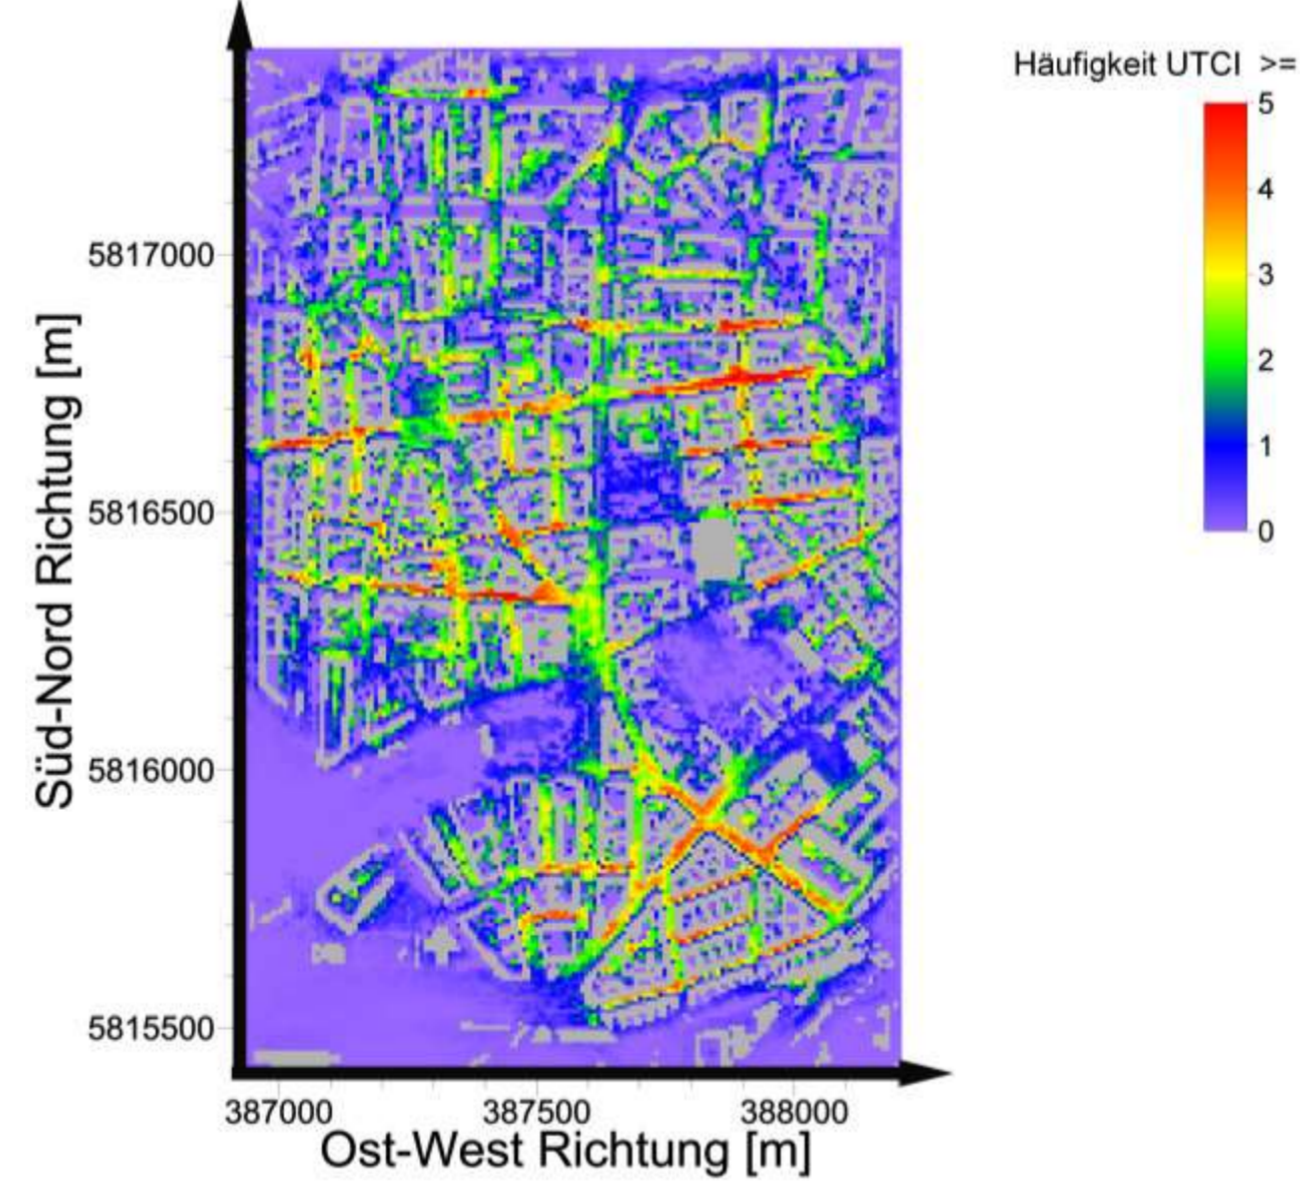 Häufigkeit UTCI >=
5
4
3
2
1
0
Süd-Nord Richtung [m]
5817000
5816500
5816000
5815500
387000 387500 388000
Ost-West Richtung [m]